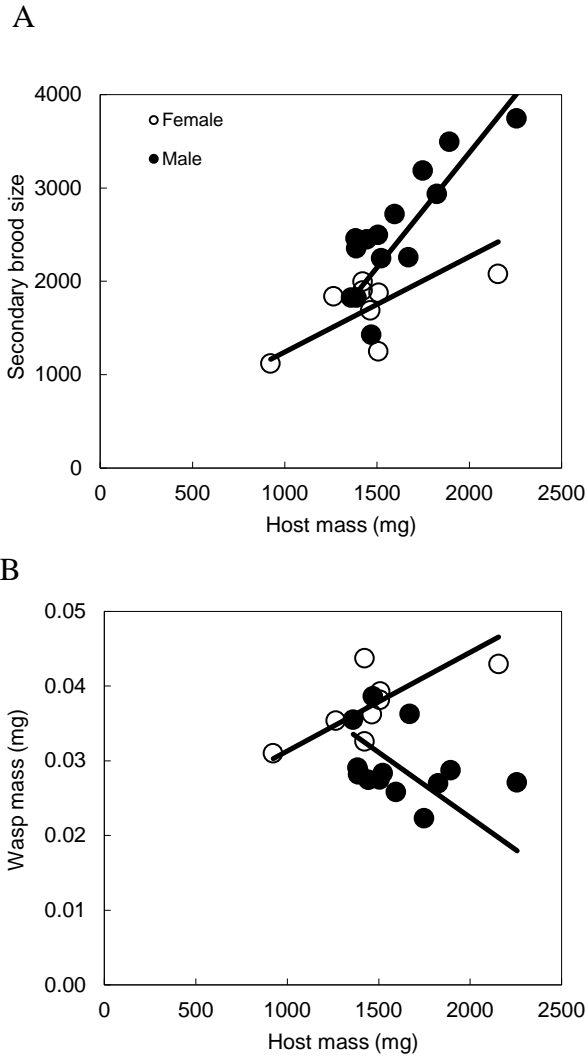 A
4000
3000
2000
1000
0
Secondary brood size
Female
Male
0 500 1000 1500 2000 2500
Host mass (mg)
B
0.05
0.04
0.03
0.02
0.01
0.00
Wasp mass (mg)
0 500 1000 1500 2000 2500
Host mass (mg)